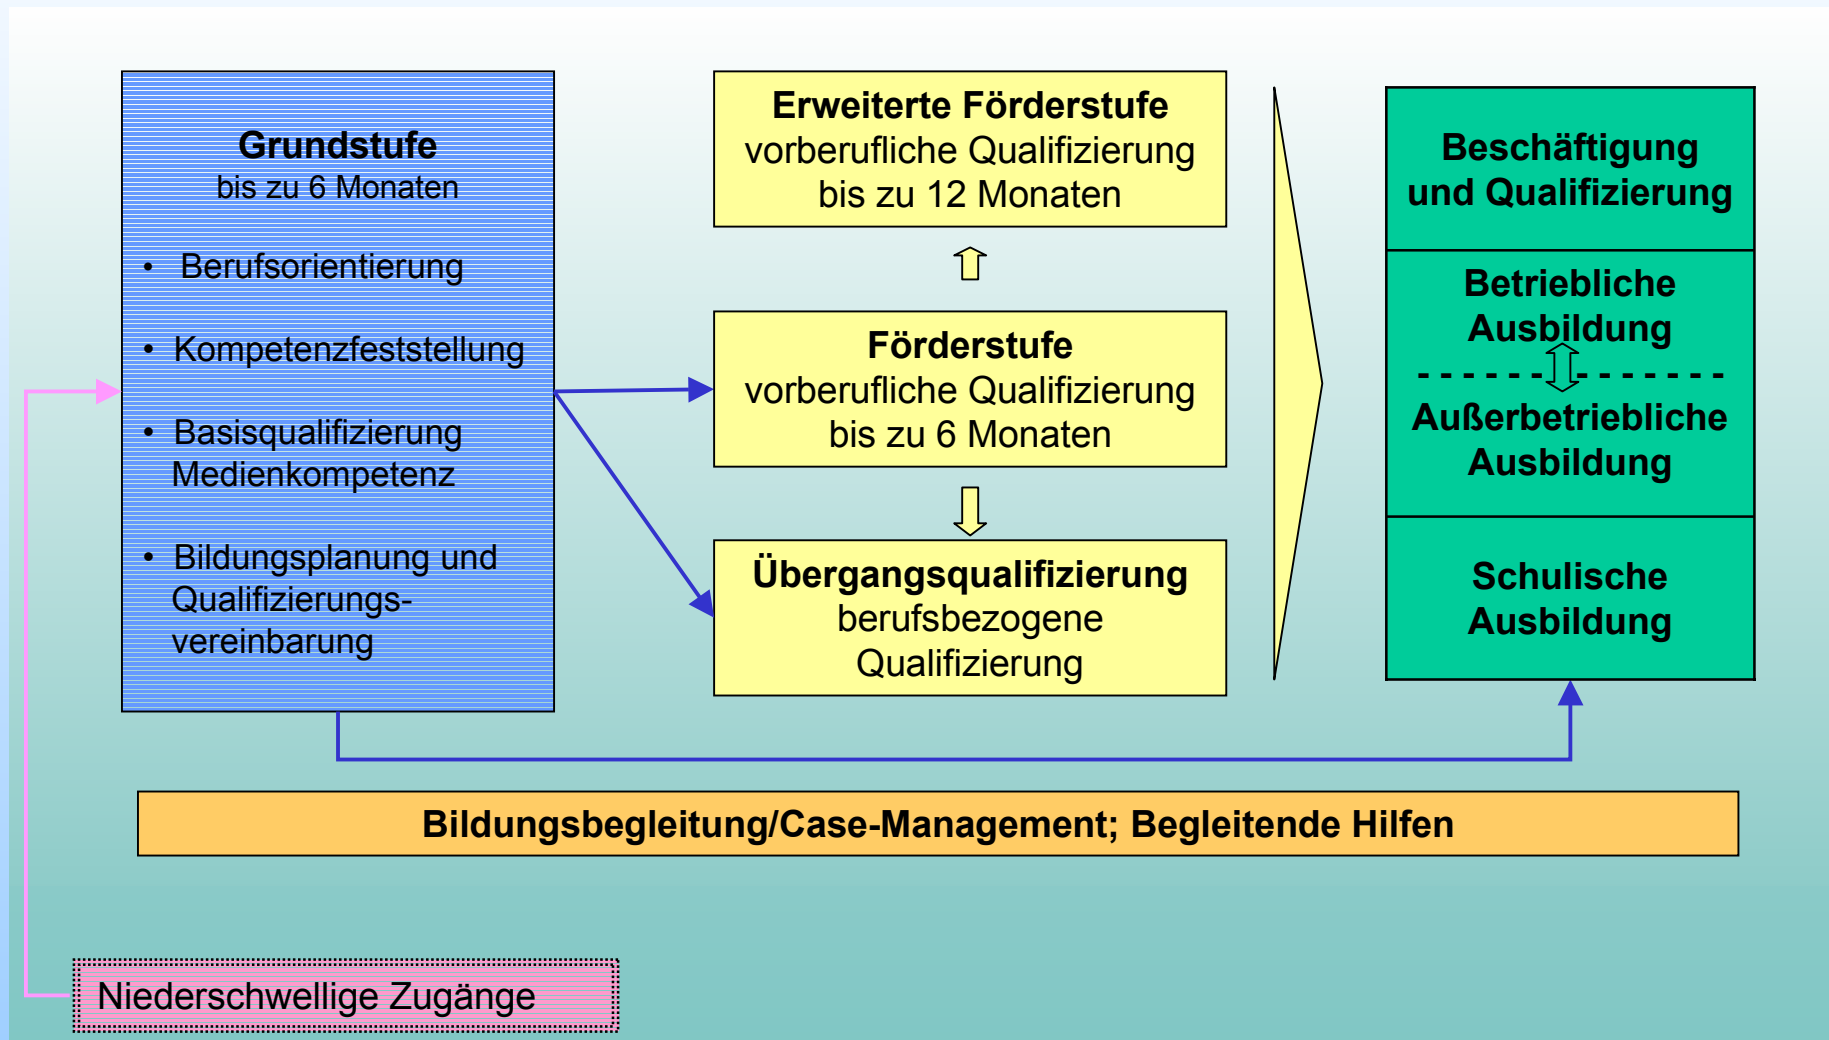 Grundstufe
bis zu 6 Monaten
• Berufsorientierung
• Kompetenzfeststellung
• Basisqualifizierung
Medienkompetenz
• Bildungsplanung und
Qualifizierungs-
vereinbarung
Erweiterte Förderstufe
vorberufliche Qualifizierung
bis zu 12 Monaten
Förderstufe
vorberufliche Qualifizierung
bis zu 6 Monaten
Übergangsqualifizierung
berufsbezogene
Qualifizierung
Beschäftigung
und Qualifizierung
Betriebliche
Ausbildung
Außerbetriebliche
Ausbildung
Schulische
Ausbildung
Bildungsbegleitung/Case-Management; Begleitende Hilfen
Niederschwellige Zugänge